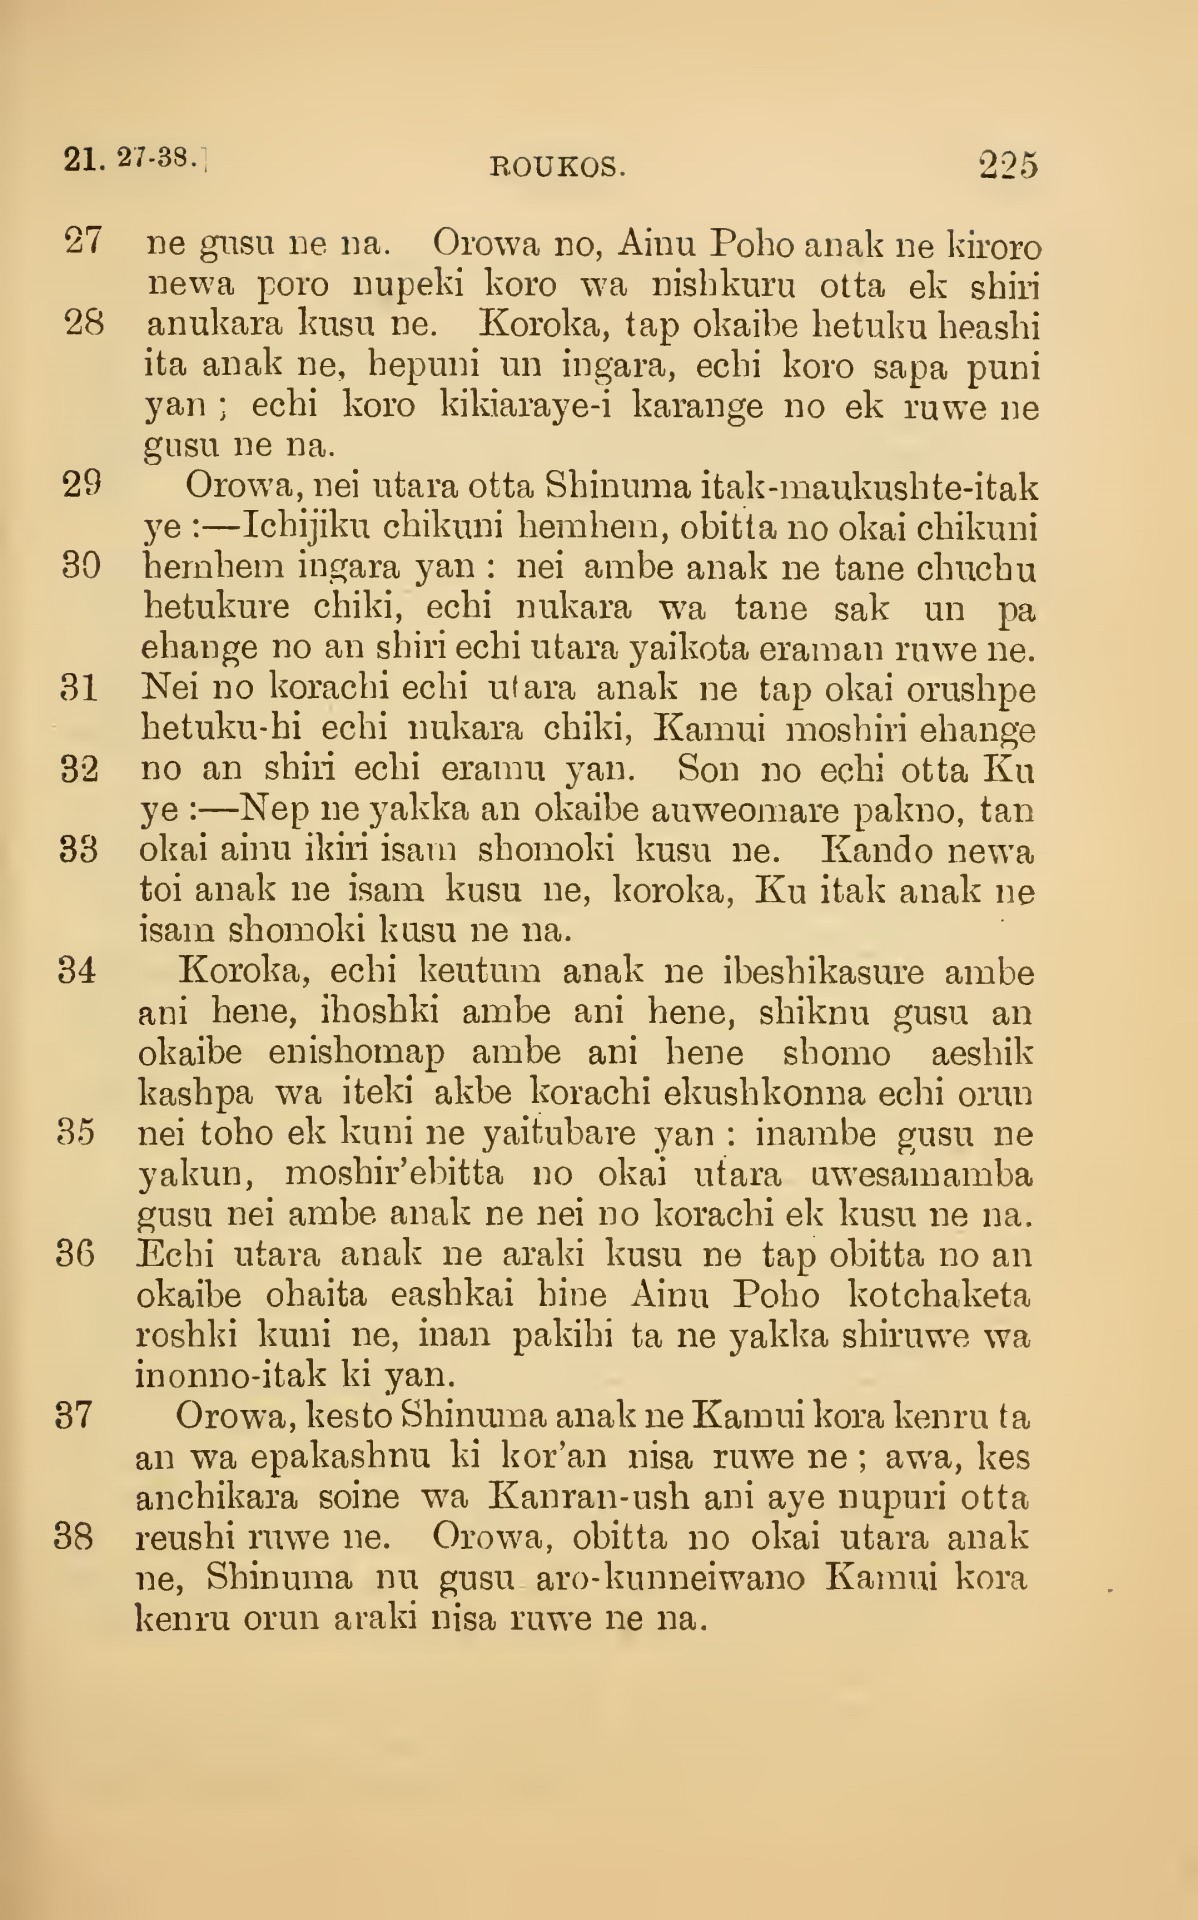 21. 27-38.] ROUKOS. 225
27 ne gusu ne na. Orowa no, Ainu Poho anak ne kiroro
newa poro nupeki koro wa nishkuru otta ek shiri
28 anukara kusu ne. Koroka, tap okaibe hetuku heashi
ita anak ne, hepuni un ingara, echi koro sapa puni
yan ; echi koro kikiaraye-i karange no ek ruwe ne
gusu ne na.
29 Orowa, nei utara otta Shinuma itak-maukushte-itak
ye :—Ichijiku chikuni hemhem, obitta no okai chikuni
30 hemhem ingara yan : nei ambe anak ne tane chuchu
hetukure chiki, echi nukara wa tane sak un pa
ehange no an shiri echi utara yaikota eraman ruwe ne.
31 Nei no korachi echi utara anak ne tap okai orushpe
hetuku-hi echi nukara chiki, Kamui moshiri ehange
32 no an shiri echi eramu yan. Son no echi otta Ku
ye :—Nep ne yakka an okaibe auweomare pakno, tan
33 okai ainu ikiri isam shomoki kusu ne. Kando newa
toi anak ne isam kusu ne, koroka, Ku itak anak ne
isam shomoki kusu ne na.
34 Koroka, echi keutum anak ne ibeshikasure ambe
ani hene, ihoshki ambe ani hene, shiknu gusu an
okaibe enishomap ambe ani hene shomo aeshik
kashpa wa iteki akbe korachi ekushkonna echi orun
35 nei toho ek kuni ne yaitubare yan : inambe gusu ne
yakun, moshir'ebitta no okai utara uwesamamba
gusu nei ambe anak ne nei no korachi ek kusu ne na.
36 Echi utara anak ne araki kusu ne tap obitta no an
okaibe ohaita eashkai hine Ainu Poho kotchaketa
roshki kuni ne, inan pakihi ta ne yakka shiruwe wa
inonno-itak ki yan.
37 Orowa, kesto Shinuma anak ne Kamui kora kenru ta
an wa epakashnu ki kor'an nisa ruwe ne ; awa, kes
anchikara soine wa Kanran-ush ani aye nupuri otta
38 reushi ruwe ne. Orowa, obitta no okai utara anak
ne, Shinuma nu gusu aro-kunneiwano Kamui kora
kenru orun araki nisa ruwe ne na.